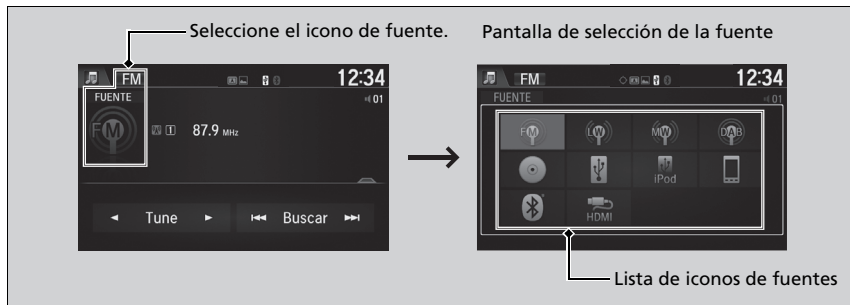 Seleccione el icono de fuente.
Pantalla de selección de la fuente
FM
12:34
FUENTE
01
FM
1
87.9 MHz
Tune
Buscar
FM
12:34
FUENTE
01
FM
LW
MW
DAB
iPod
HDMI
Lista de iconos de fuentes